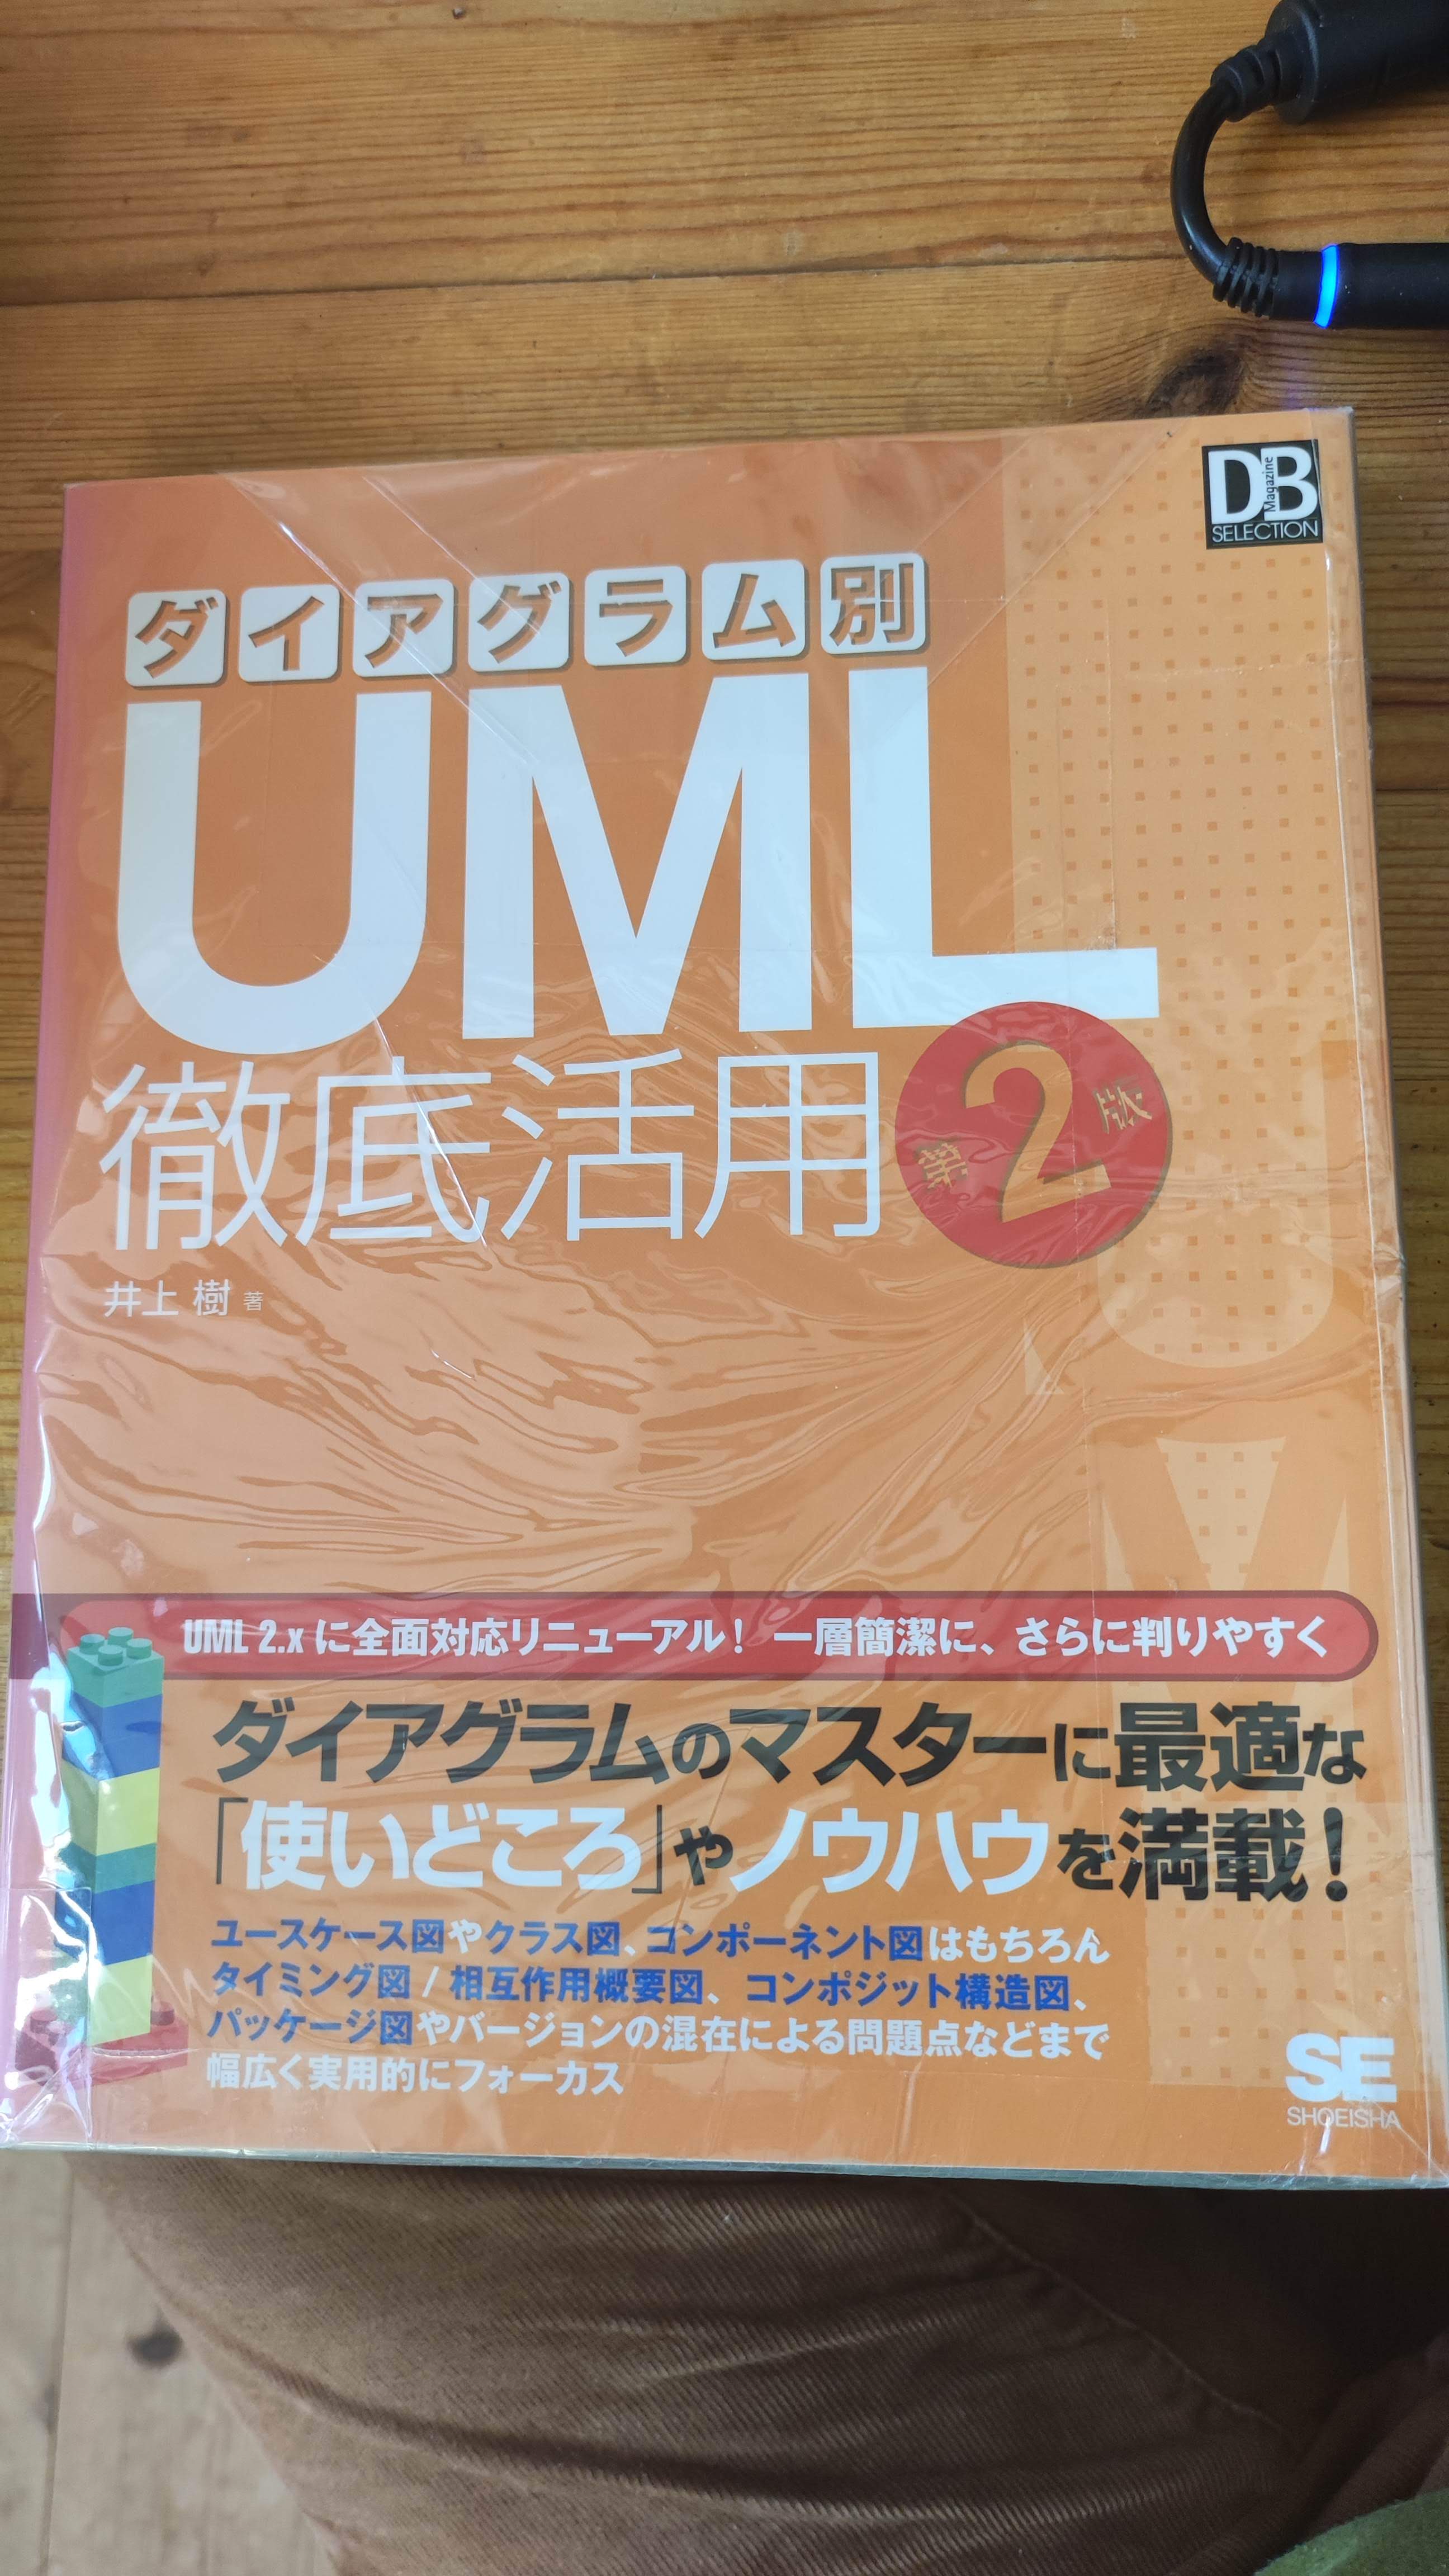 DB Magazine
SELECTION
ダイアグラム別
UML
徹底活用
第2版
井上 樹 著
UML 2.x に全面対応リニューアル! 一層簡潔に、さらに判りやすく
ダイアグラムのマスターに最適な
「使いどころ」やノウハウを満載!
ユースケース図やクラス図、コンポーネント図はもちろん
タイミング図 / 相互作用概要図、コンポジット構造図、
パッケージ図やバージョンの混在による問題点などまで
幅広く実用的にフォーカス
SE
SHOEISHA